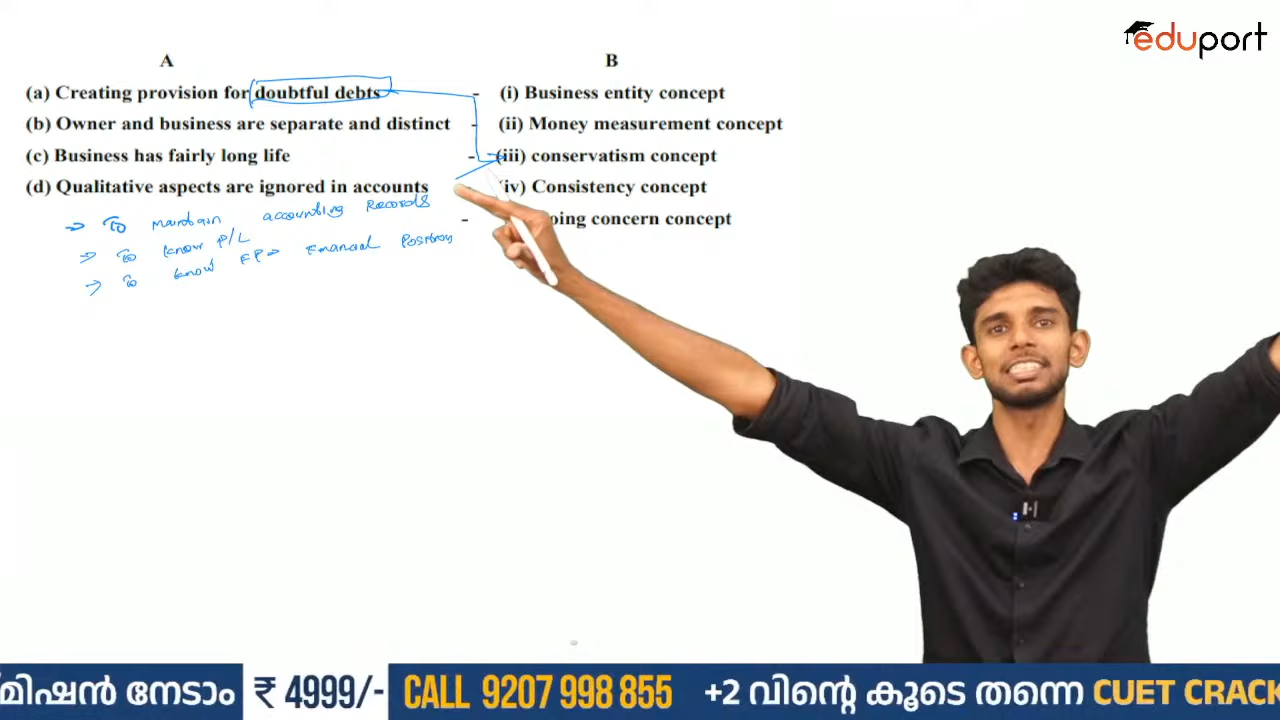 eduport
A B
(a) Creating provision for doubtful debts - (i) Business entity concept
(b) Owner and business are separate and distinct - (ii) Money measurement concept
(c) Business has fairly long life - (iii) conservatism concept
(d) Qualitative aspects are ignored in accounts (iv) Consistency concept
- oing concern concept
→ To maintain accounting Records
→ To know P/L
→ To know FP→ Financial Position
മിഷൻ നേടാം ₹ 4999/- CALL 9207 998 855 +2 വിന്റെ കൂടെ തന്നെ CUET CRACK